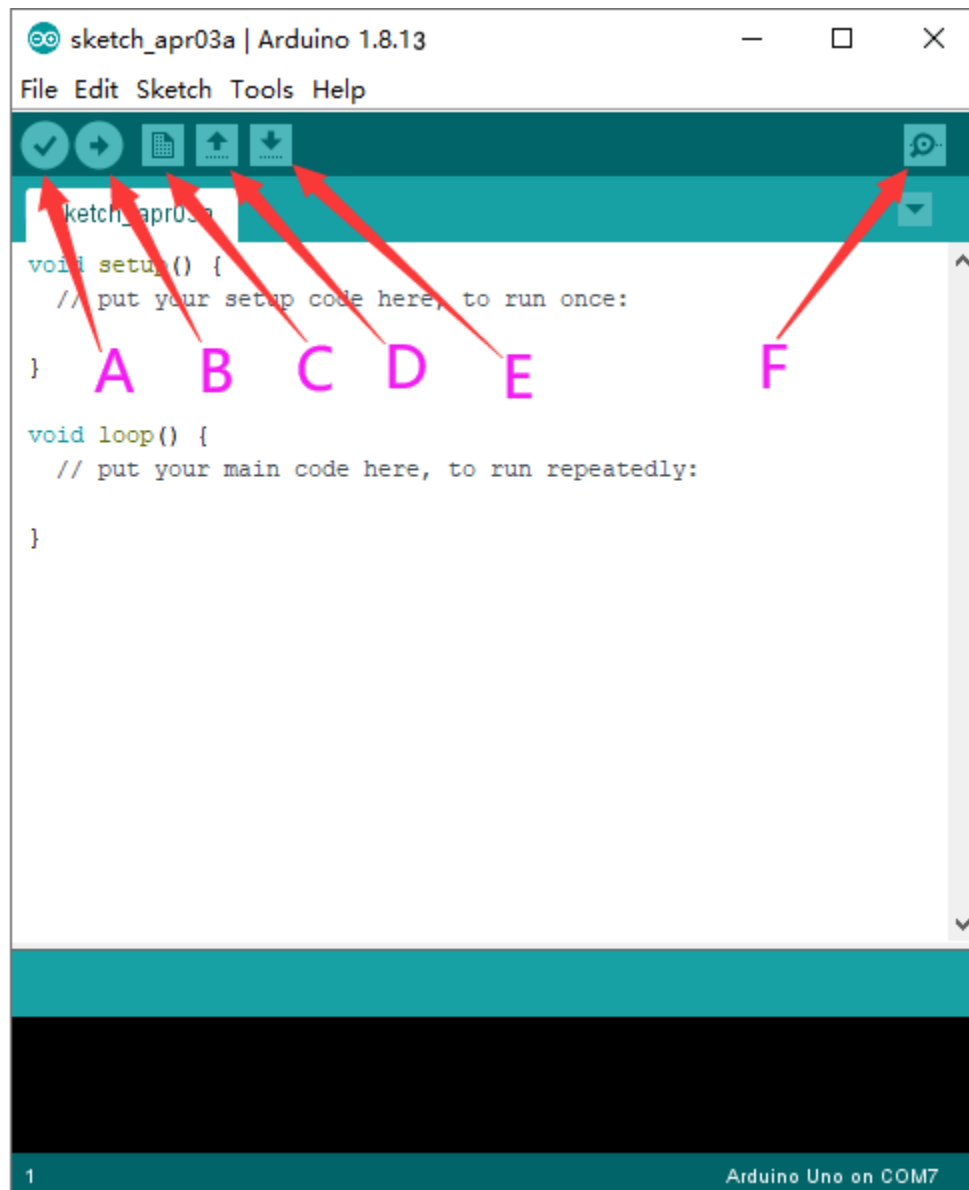 sketch_apr03a | Arduino 1.8.13
File Edit Sketch Tools Help
sketch_apr03a
void setup() {
  // put your setup code here, to run once:
}
A B C D E F
void loop() {
  // put your main code here, to run repeatedly:
}
1 Arduino Uno on COM7